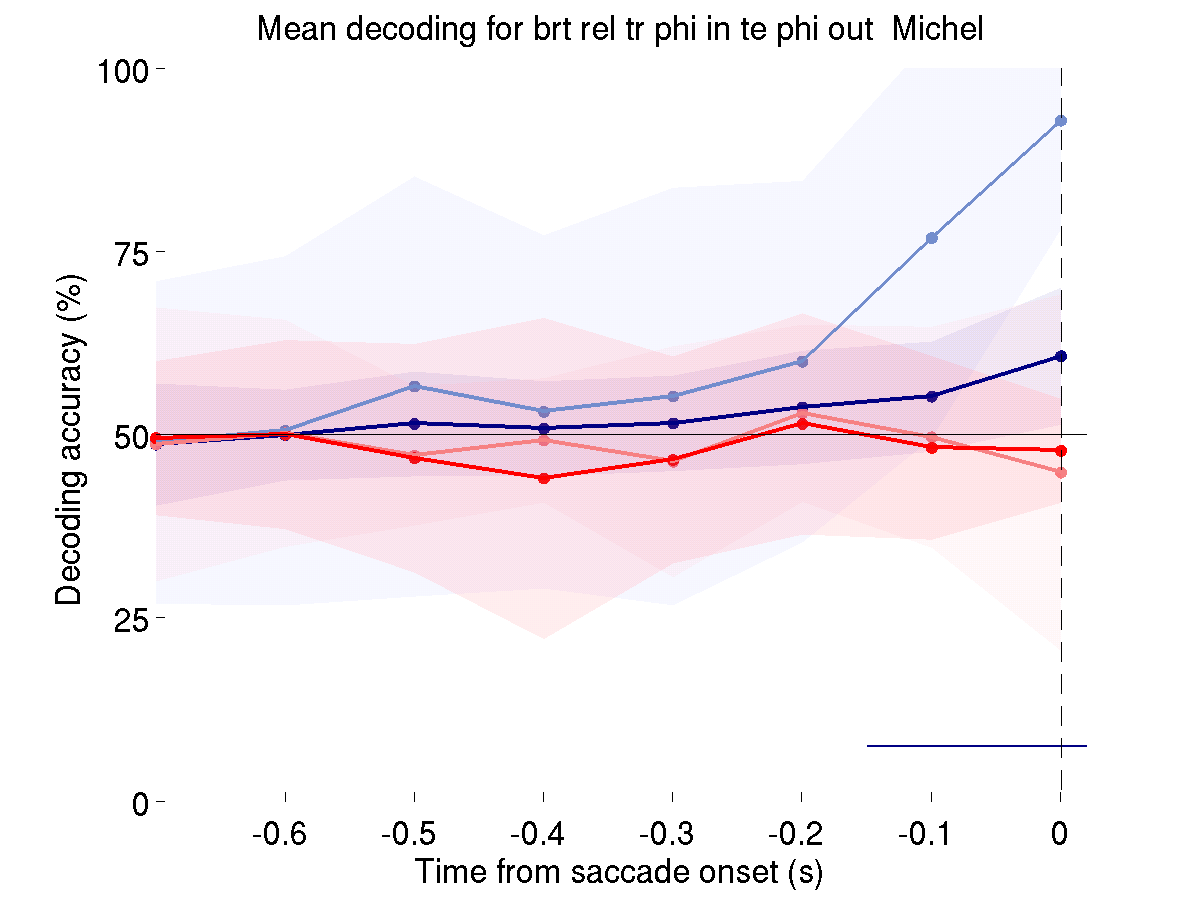 Mean decoding for brt rel tr phi in te phi out  Michel
100
75
50
25
0
Decoding accuracy (%)
-0.6 -0.5 -0.4 -0.3 -0.2 -0.1 0
Time from saccade onset (s)